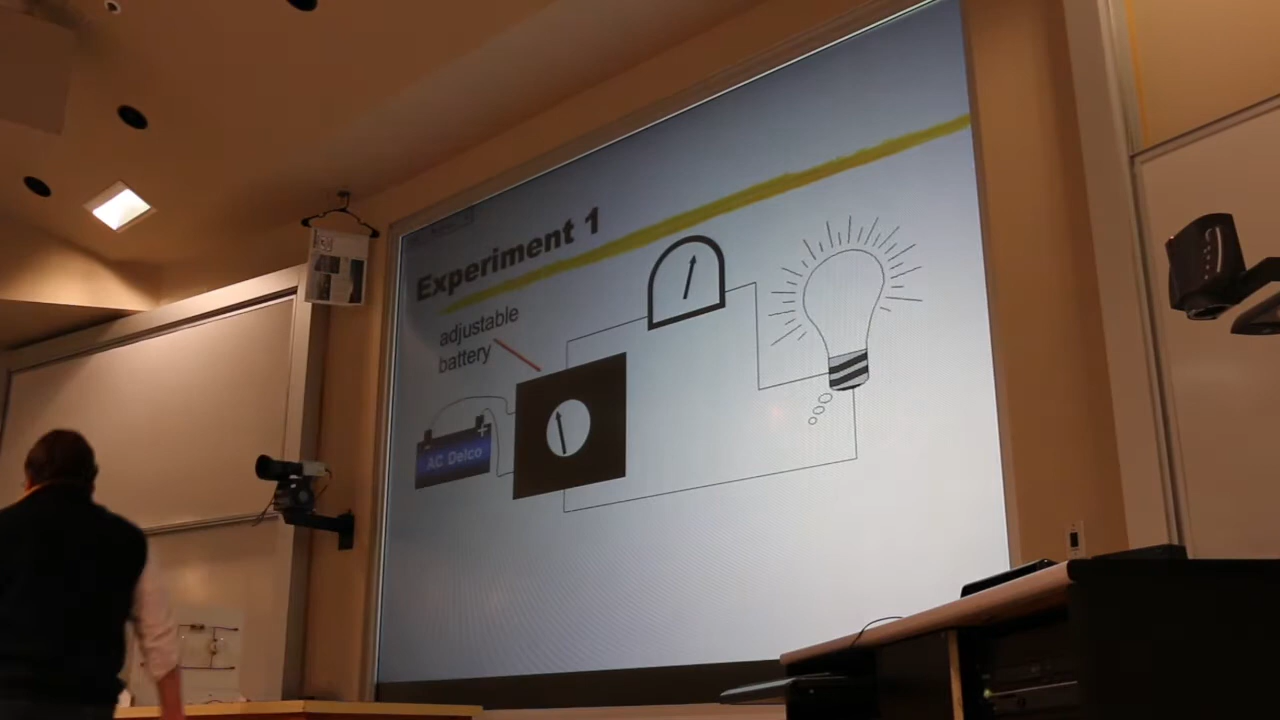 Experiment 1
adjustable
battery
- +
AC Delco